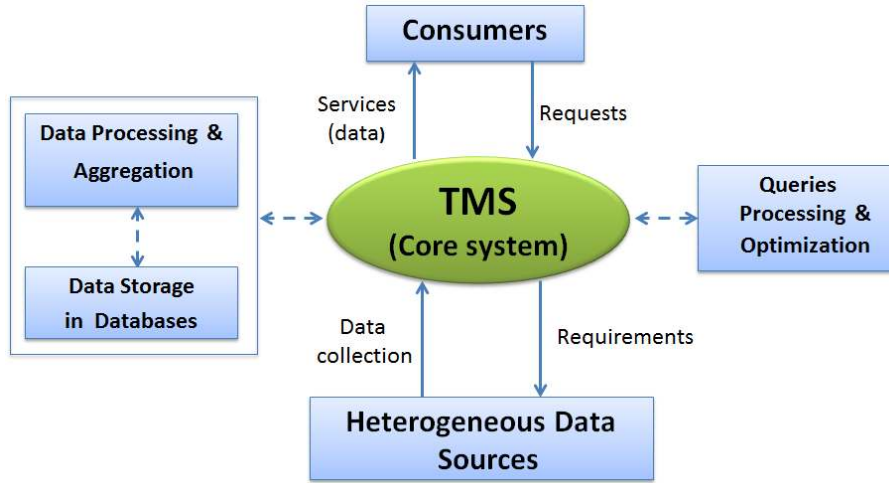 Consumers
Services
(data)
Requests
Data Processing &
Aggregation
Data Storage
in Databases
TMS
(Core system)
Queries
Processing &
Optimization
Data
collection
Requirements
Heterogeneous Data
Sources